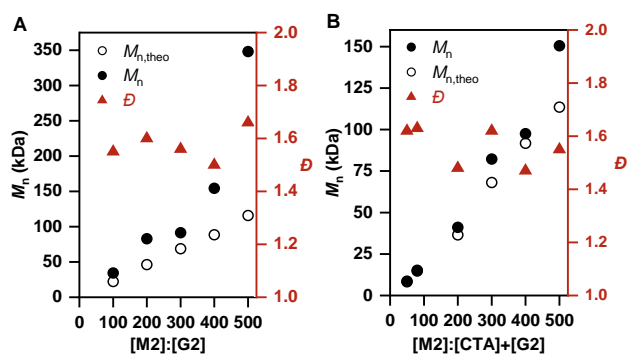 A
Mn (kDa)
350
300
250
200
150
100
50
0
Mn,theo
Mn
Đ
2.0
1.8
1.6
1.4
1.2
1.0
Đ
100 200 300 400 500
[M2]:[G2]
B
Mn (kDa)
150
125
100
75
50
25
0
Mn
Mn,theo
Đ
2.0
1.8
1.6
1.4
1.2
1.0
Đ
100 200 300 400 500
[M2]:[CTA]+[G2]